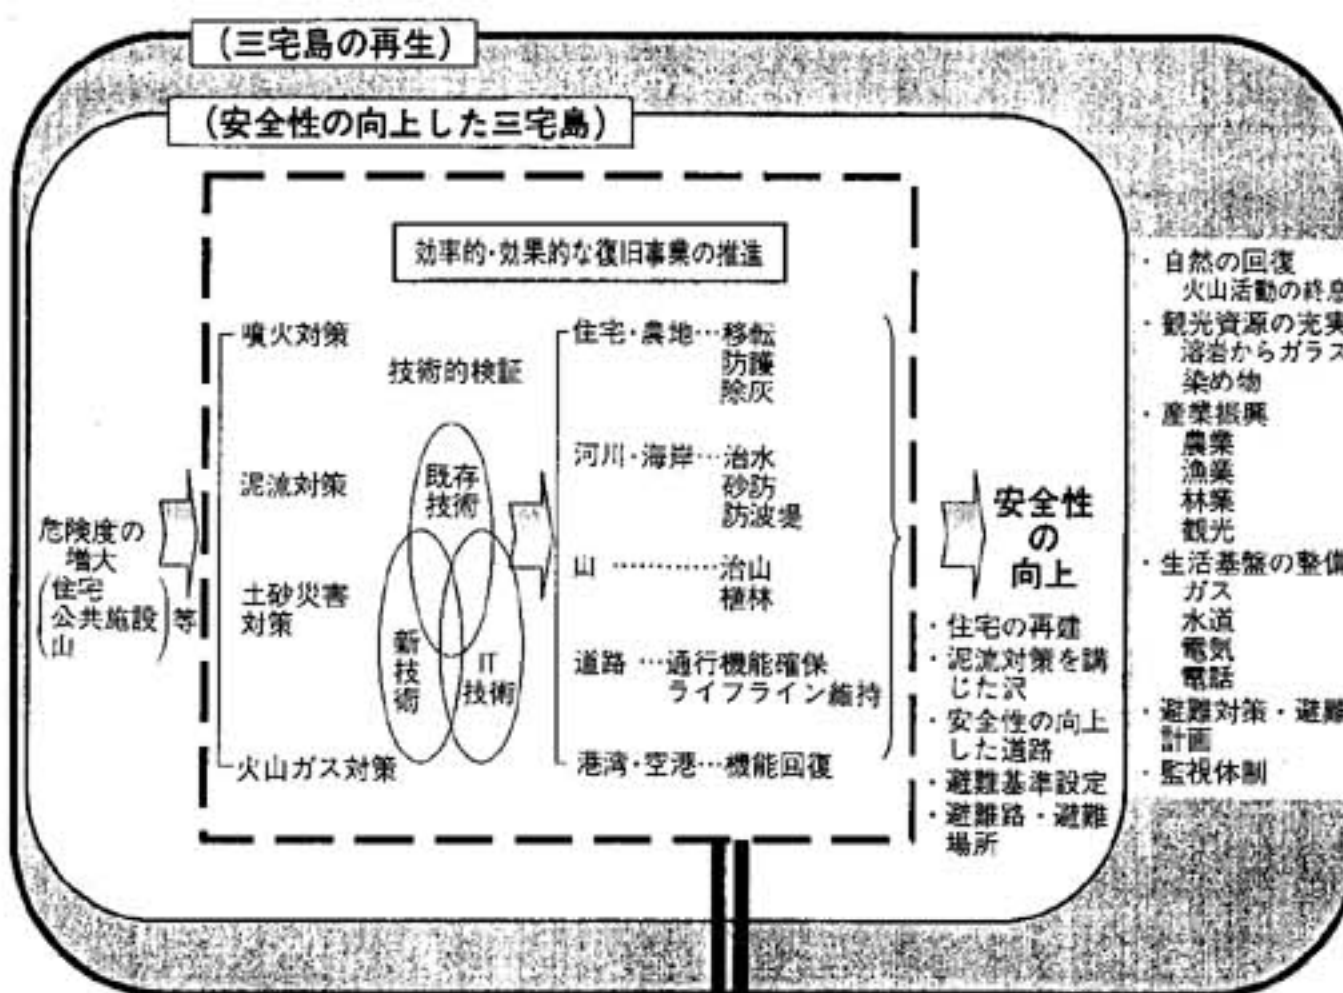 (三宅島の再生)
(安全性の向上した三宅島)
効率的・効果的な復旧事業の推進
危険度の
増大
(住宅
公共施設
山)等
噴火対策
泥流対策
土砂災害
対策
火山ガス対策
技術的検証
既存
技術
新
技
術
IT
技術
住宅・農地…移転
防護
除灰
河川・海岸…治水
砂防
防波堤
山…………治山
植林
道路…通行機能確保
ライフライン維持
港湾・空港…機能回復
安全性
の
向上
・住宅の再建
・泥流対策を講
じた沢
・安全性の向上
した道路
・避難基準設定
・避難路・避難
場所
・自然の回復
火山活動の終息
・観光資源の充実
溶岩からガラス
染め物
・産業振興
農業
漁業
林業
観光
・生活基盤の整備
ガス
水道
電気
電話
・避難対策・避難
計画
・監視体制